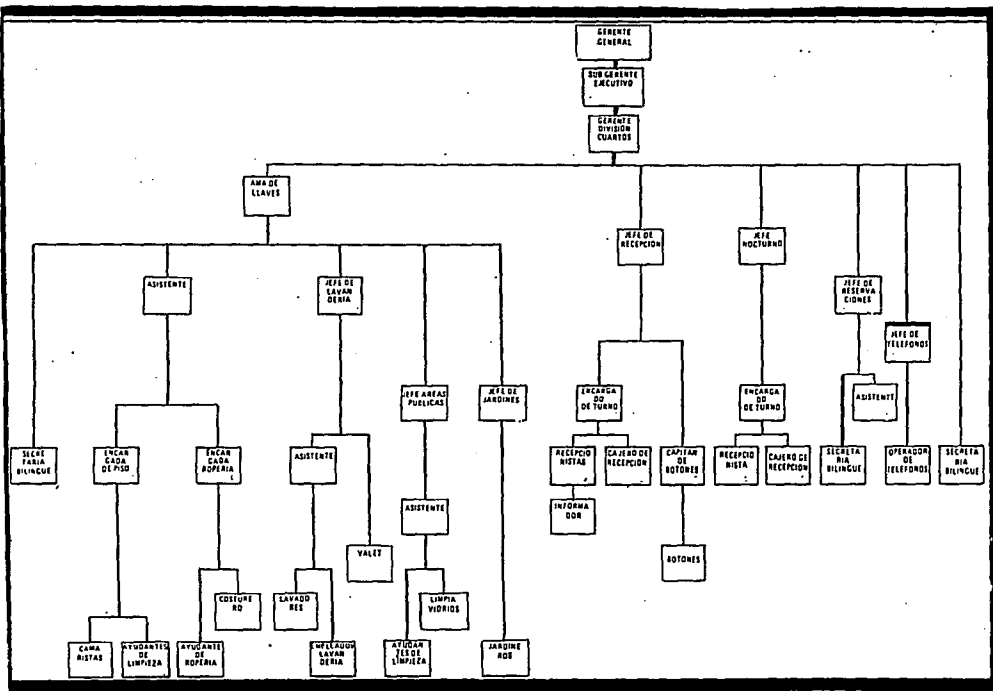 GERENTE
GENERAL
SUB GERENTE
EJECUTIVO
GERENTE
DIVISIÓN
CUARTOS
AMA DE
LLAVES
JEFE DE
RECEPCION
JEFE
NOCTURNO
ASISTENTE
JEFE DE
LAVAN
DERIA
JEFE DE
RESERVA
CIONES
JEFE DE
TELEFONOS
JEFE AREAS
PUBLICAS
JEFE DE
JARDINES
ENCARGA
DO
DE TURNO
ENCARGA
DO
DE TURNO
ASISTENTE
SECRE
TARIA
BILINGUE
ENCAR
GADA
DE PISO
ENCAR
GADA
ROPERIA
ASISTENTE
RECEPCIO
NISTAS
CAJERO DE
RECEPCION
CAPITAN
DE
BOTONES
RECEPCIO
NISTA
CAJERO DE
RECEPCION
SECRETA
RIA
BILINGUE
OPERADOR
DE
TELEFONOS
SECRETA
RIA
BILINGUE
ASISTENTE
INFORMA
DOR
VALET
BOTONES
COSTURE
RO
LAVADO
RES
LIMPIA
VIDRIOS
CAMA
RISTAS
AYUDANTES
DE
LIMPIEZA
AYUDANTE
DE
ROPERIA
EMPLEADOS
LAVAN
DERIA
AYUDAN
TES DE
LIMPIEZA
JARDINE
ROS